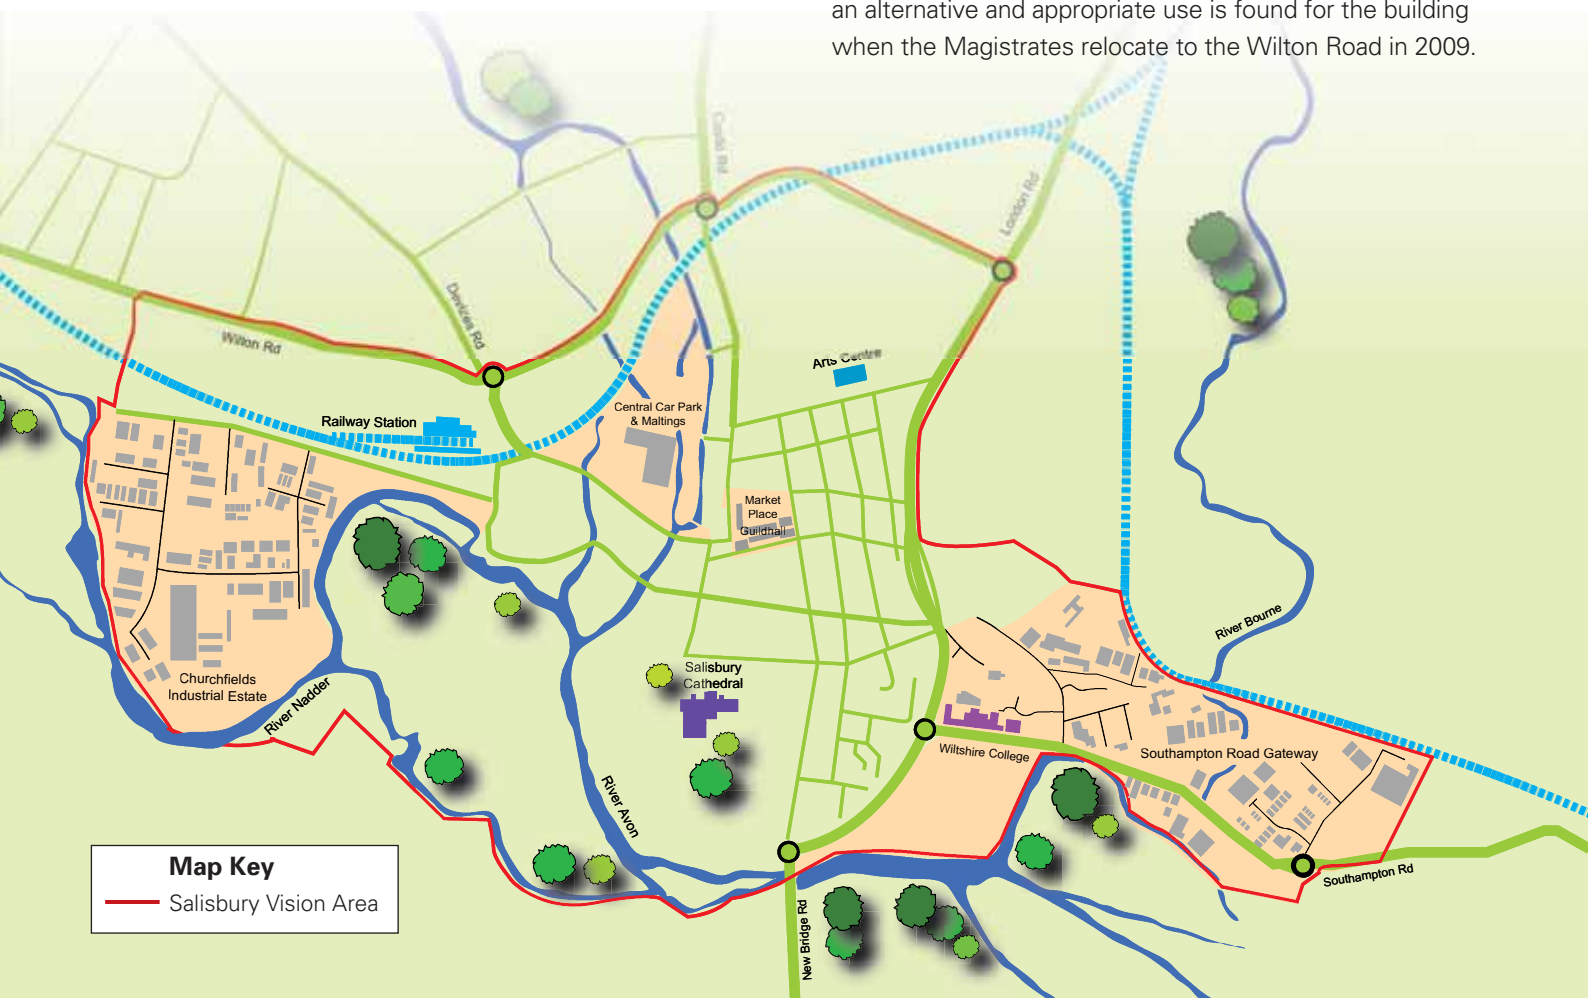 an alternative and appropriate use is found for the building
when the Magistrates relocate to the Wilton Road in 2009.
Castle Rd
London Rd
Devizes Rd
Wilton Rd
Arts Centre
Railway Station
Central Car Park
& Maltings
Market
Place
Guildhall
River Bourne
Salisbury
Cathedral
Churchfields
Industrial Estate
River Nadder
River Avon
Wiltshire College
Southampton Road Gateway
Southampton Rd
New Bridge Rd
Map Key
Salisbury Vision Area